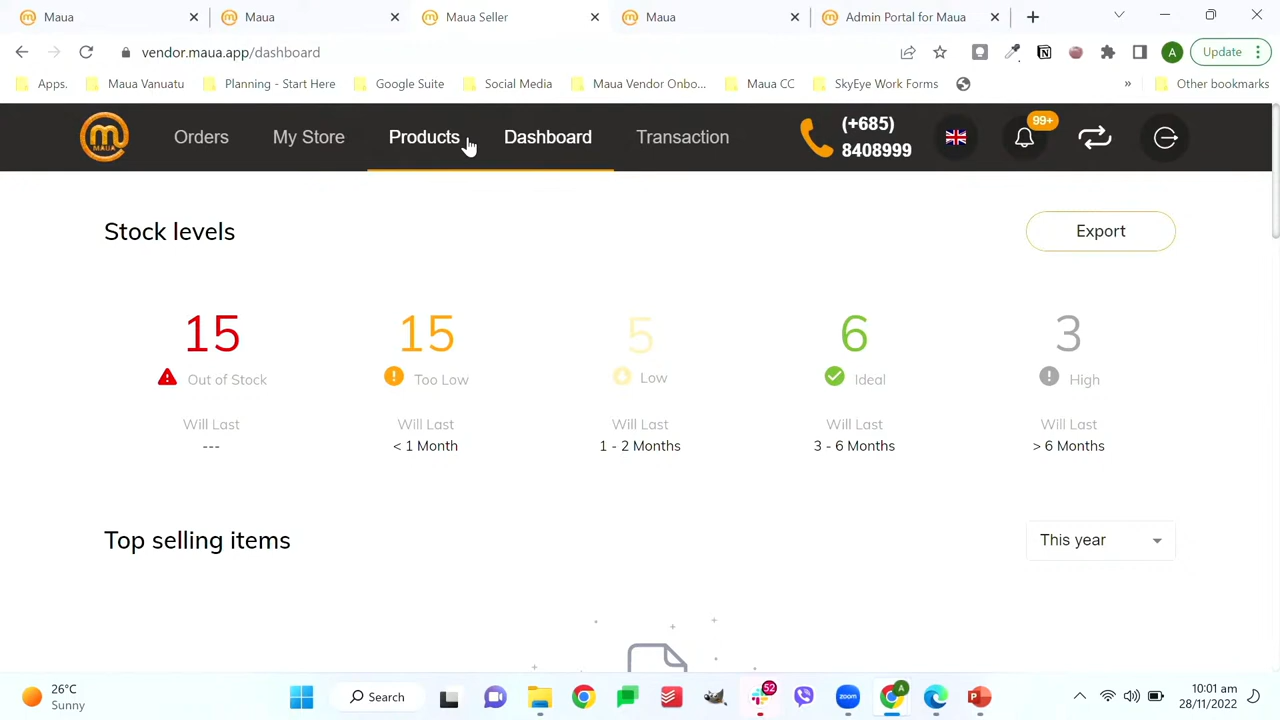 Maua
Maua
Maua Seller
Maua
Admin Portal for Maua
vendor.maua.app/dashboard
A
Update
Apps.
Maua Vanuatu
Planning - Start Here
Google Suite
Social Media
Maua Vendor Onbo...
Maua CC
SkyEye Work Forms
»
Other bookmarks
MAUA
Orders
My Store
Products
Dashboard
Transaction
(+685)
8408999
99+
Stock levels
Export
15
15
5
6
3
Out of Stock
Too Low
Low
Ideal
High
Will Last
Will Last
Will Last
Will Last
Will Last
---
< 1 Month
1 - 2 Months
3 - 6 Months
> 6 Months
Top selling items
This year
26°C
Sunny
Search
52
zoom
A
P
10:01 am
28/11/2022